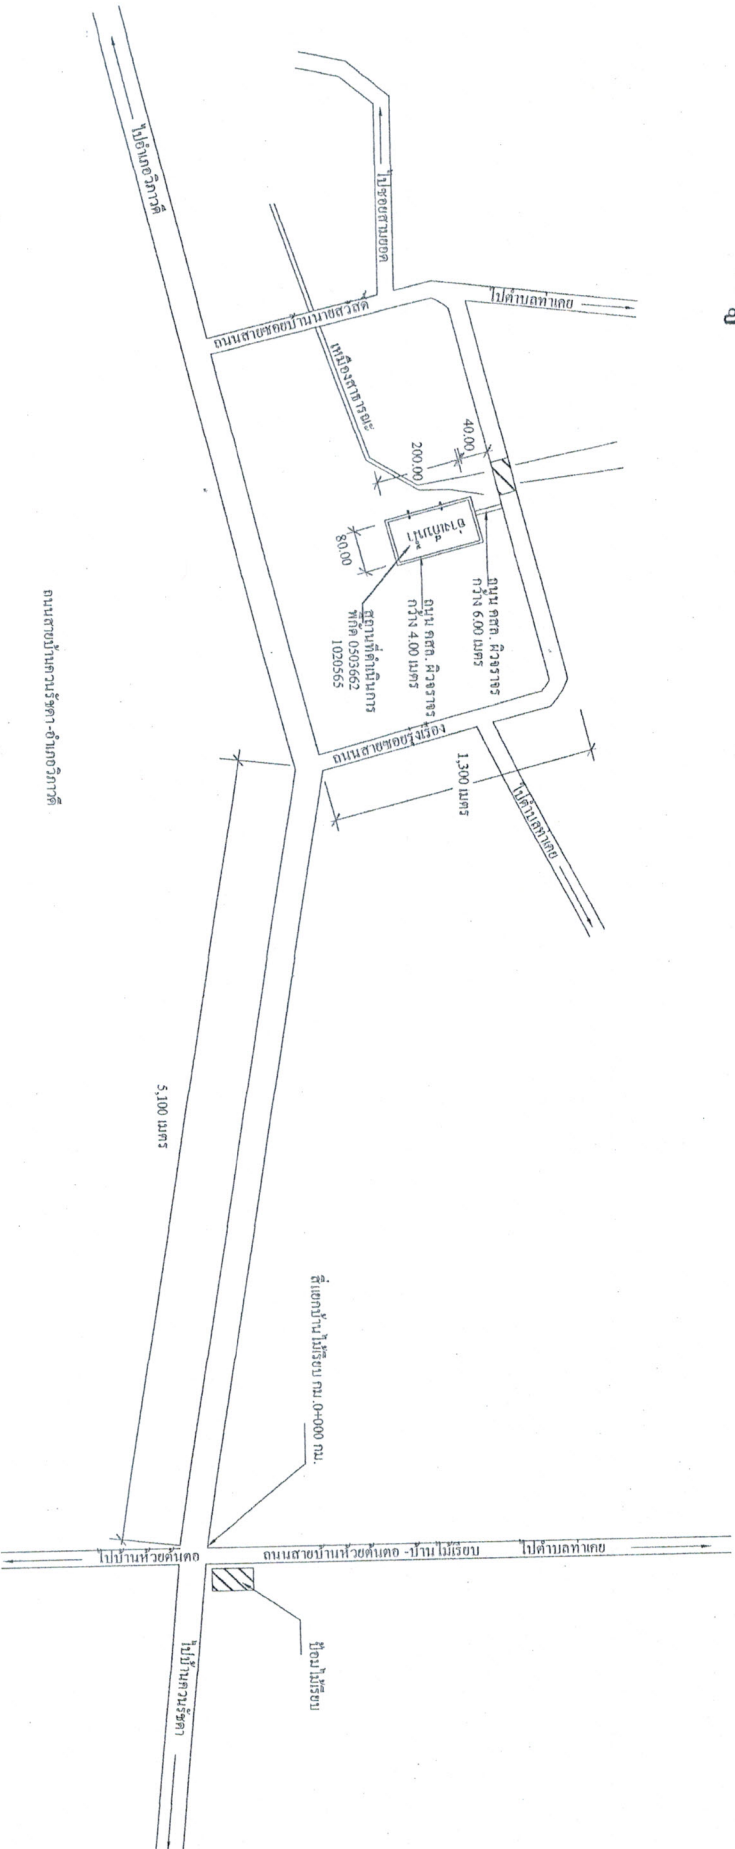 ไปอำเภอวิภาวดี
ไปซอยสามยอด
ไปตำบลท่าเคย
ถนนสายซอยบ้านนายสวัสดิ์
เหมืองสาธารณะ
40.00
200.00
80.00
ถนน คสล. ผิวจราจร
กว้าง 6.00 เมตร
ถนน คสล. ผิวจราจร
กว้าง 4.00 เมตร
สถานที่ดำเนินการ
พิกัด 0503662
1020565
ถนนสายซอยรุ่งเรือง
1,300 เมตร
ไปตำบลท่าเคย
ถนนสายบ้านควนรัชดา-อำเภอวิภาวดี
5,100 เมตร
สี่แยกบ้านไม้เรียบ กม.0+000 กม.
ไปบ้านห้วยต้นตอ
ถนนสายบ้านห้วยต้นตอ -บ้านไม้เรียบ
ไปตำบลท่าเคย
ป้อมไม้เรียบ
ไปบ้านควนรัชดา